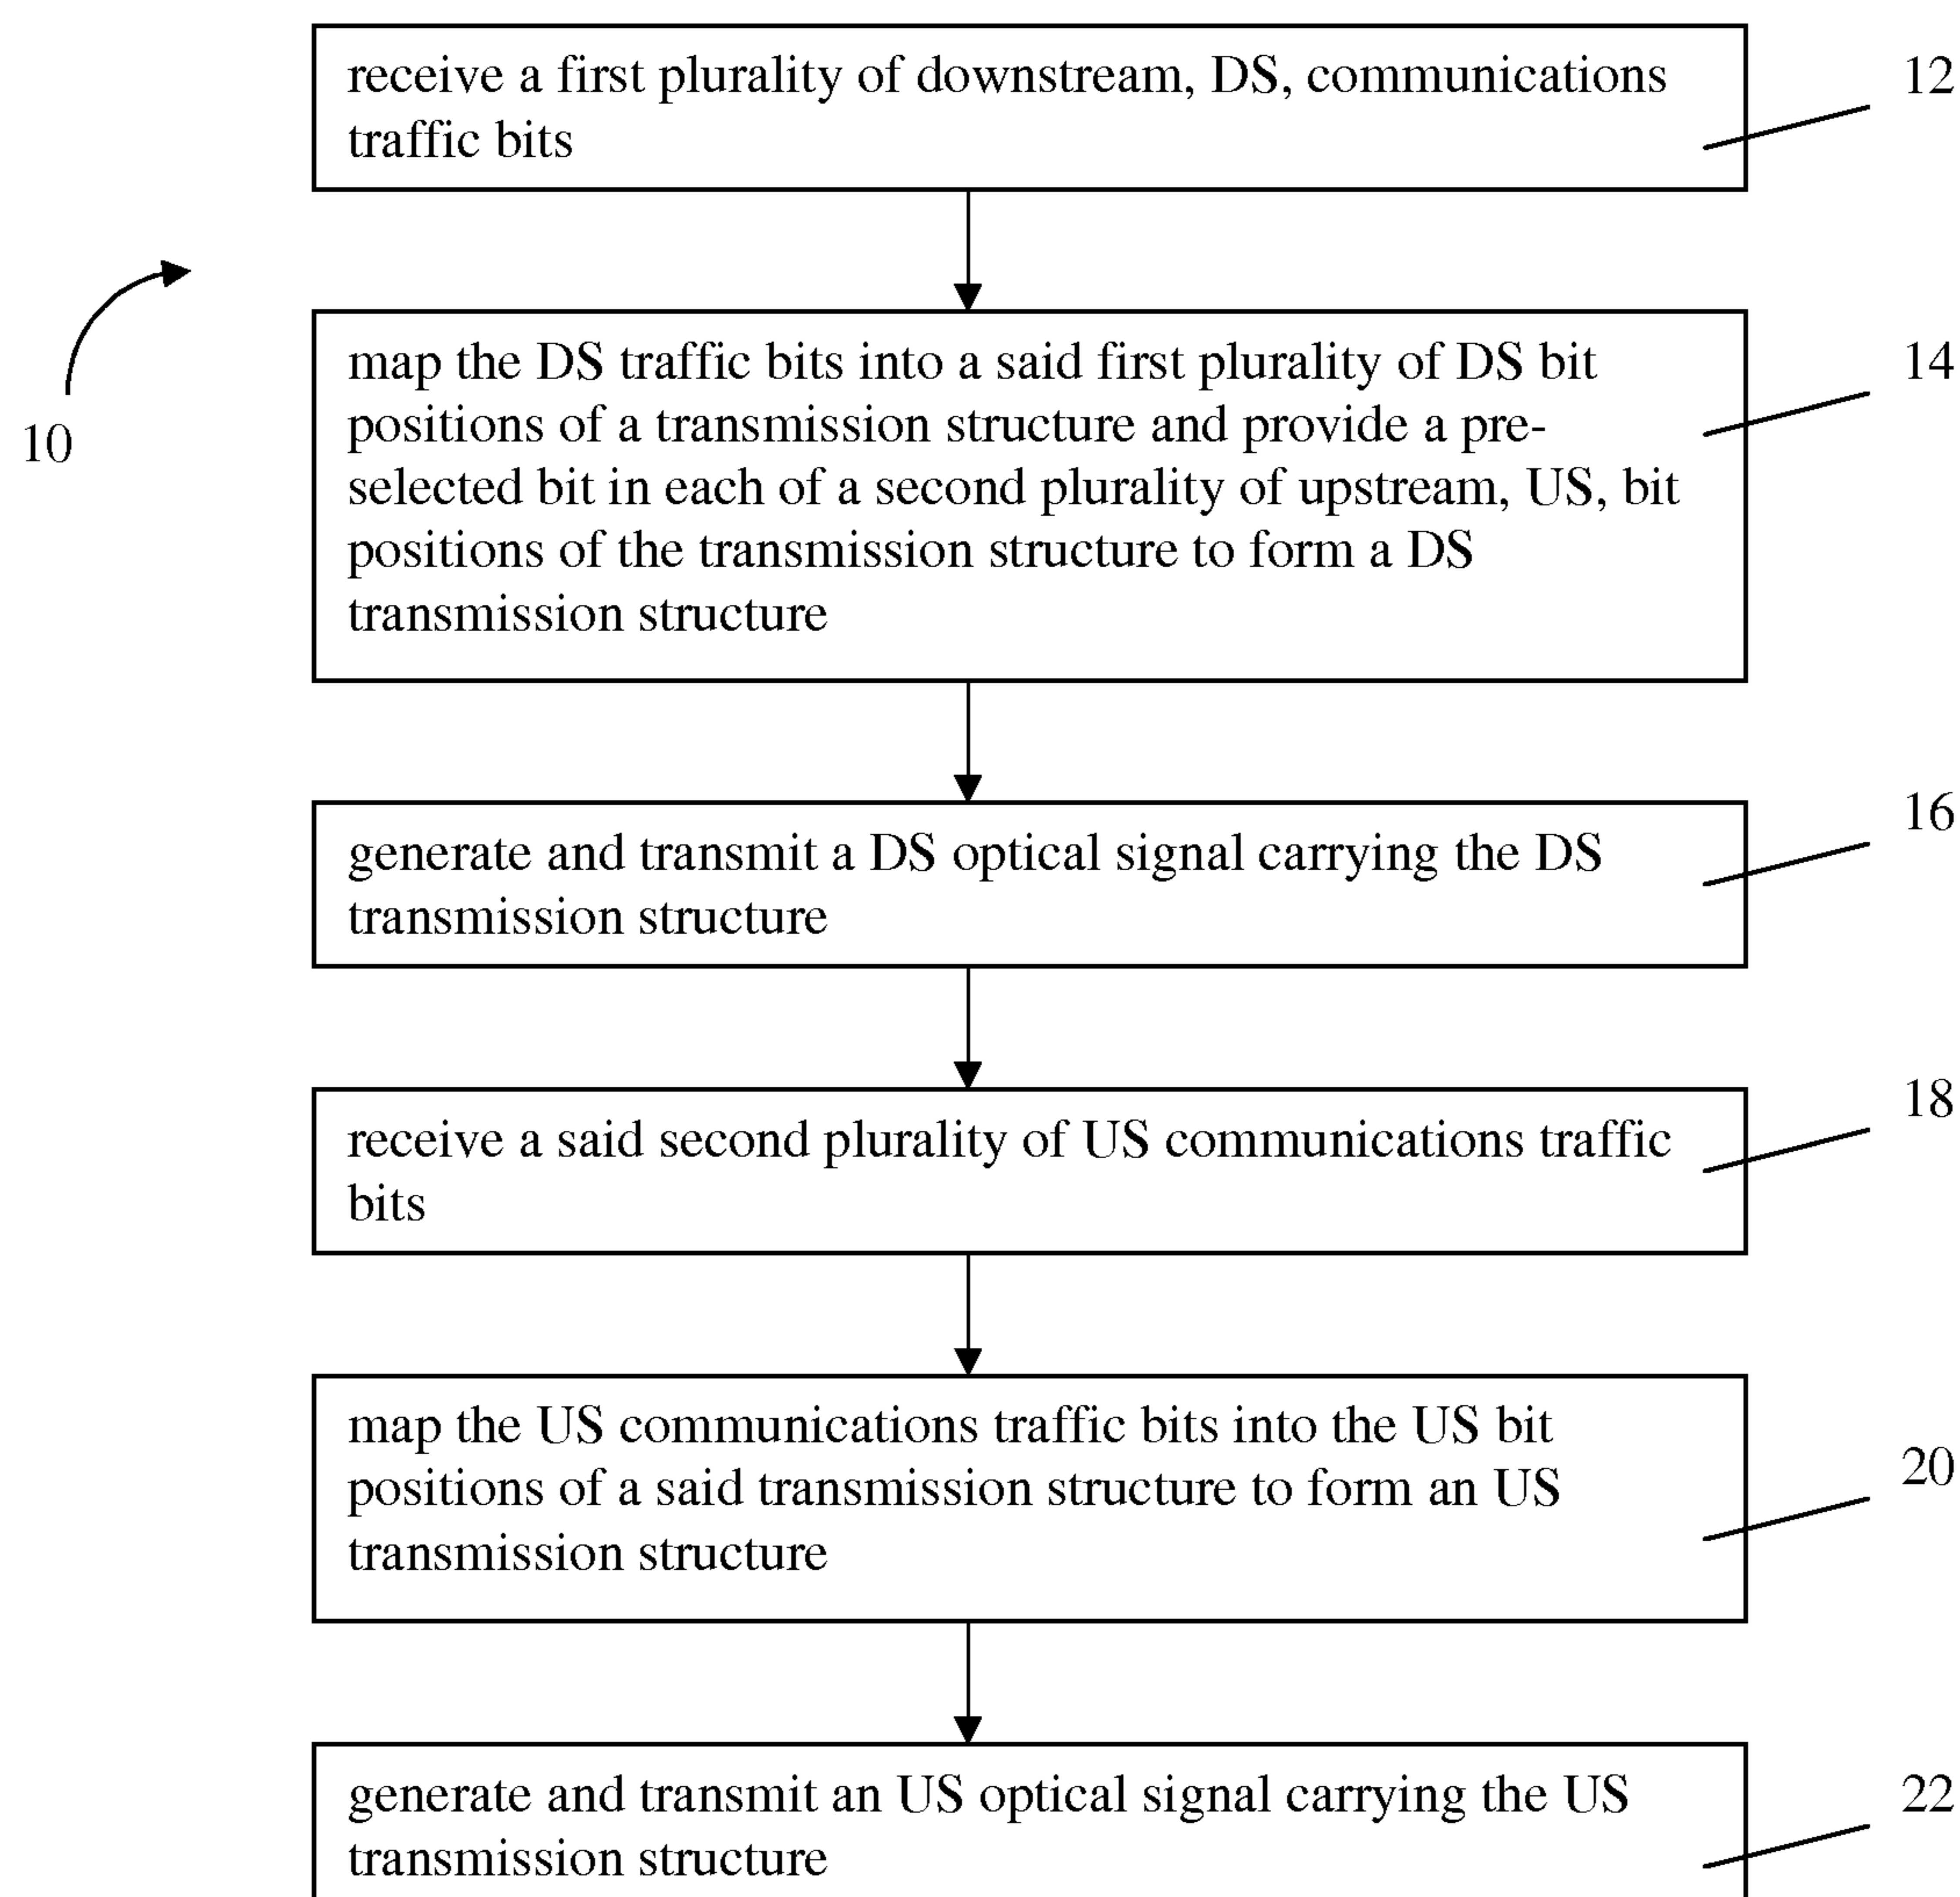 receive a first plurality of downstream, DS, communications
traffic bits
12
10
map the DS traffic bits into a said first plurality of DS bit
positions of a transmission structure and provide a pre-
selected bit in each of a second plurality of upstream, US, bit
positions of the transmission structure to form a DS
transmission structure
14
generate and transmit a DS optical signal carrying the DS
transmission structure
16
receive a said second plurality of US communications traffic
bits
18
map the US communications traffic bits into the US bit
positions of a said transmission structure to form an US
transmission structure
20
generate and transmit an US optical signal carrying the US
transmission structure
22